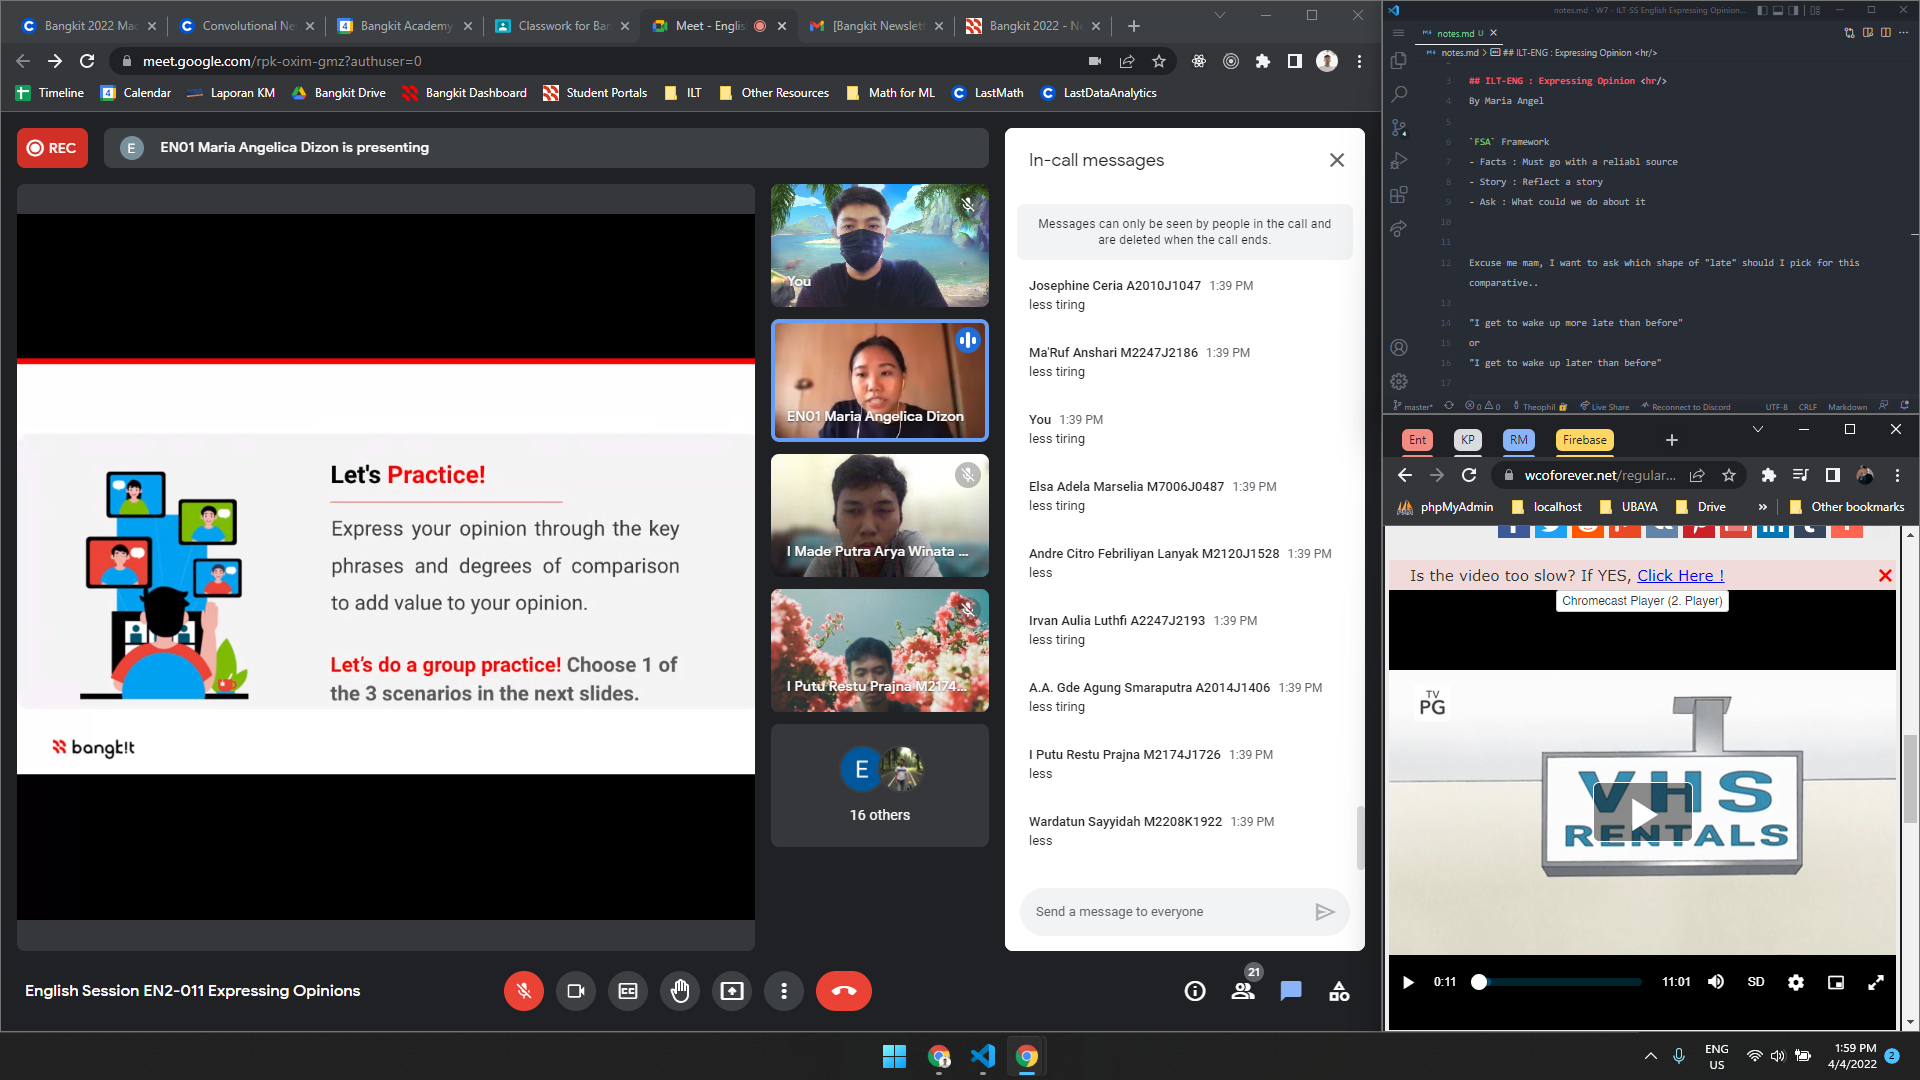 Bangkit 2022 Mac
Convolutional Ne
Bangkit Academy
Classwork for Ban
Meet - Englis
[Bangkit Newslett
Bangkit 2022 - N
meet.google.com/rpk-oxim-gmz?authuser=0
Timeline
Calendar
Laporan KM
Bangkit Drive
Bangkit Dashboard
Student Portals
ILT
Other Resources
Math for ML
LastMath
LastDataAnalytics
REC
E
EN01 Maria Angelica Dizon is presenting
Let's Practice!
Express your opinion through the key
phrases and degrees of comparison
to add value to your opinion.
Let's do a group practice! Choose 1 of
the 3 scenarios in the next slides.
bangk!t
You
EN01 Maria Angelica Dizon
I Made Putra Arya Winata ...
I Putu Restu Prajna M2174...
E
16 others
In-call messages
Messages can only be seen by people in the call and
are deleted when the call ends.
Josephine Ceria A2010J1047 1:39 PM
less tiring
Ma'Ruf Anshari M2247J2186 1:39 PM
less tiring
You 1:39 PM
less tiring
Elsa Adela Marselia M7006J0487 1:39 PM
less tiring
Andre Citro Febriliyan Lanyak M2120J1528 1:39 PM
less
Irvan Aulia Luthfi A2247J2193 1:39 PM
less tiring
A.A. Gde Agung Smaraputra A2014J1406 1:39 PM
less tiring
I Putu Restu Prajna M2174J1726 1:39 PM
less
Wardatun Sayyidah M2208K1922 1:39 PM
less
Send a message to everyone
English Session EN2-011 Expressing Opinions
21
notes.md - W7 - ILT-SS English Expressing Opinion...
notes.md U
notes.md > ## ILT-ENG : Expressing Opinion <hr/>
2
3 ## ILT-ENG : Expressing Opinion <hr/>
4 By Maria Angel
5
6 `FSA` Framework
7 - Facts : Must go with a reliabl source
8 - Story : Reflect a story
9 - Ask : What could we do about it
10
11
12 Excuse me mam, I want to ask which shape of "late" should I pick for this
comparative..
13
14 "I get to wake up more late than before"
15 or
16 "I get to wake up later than before"
17
4
master*
0 0
Theophil
Live Share
Reconnect to Discord
UTF-8
CRLF
Markdown
Ent
KP
RM
Firebase
wcoforever.net/regular...
phpMyAdmin
localhost
UBAYA
Drive
»
Other bookmarks
Is the video too slow? If YES, Click Here !
Chromecast Player (2. Player)
TV
PG
VHS
RENTALS
0:11
11:01
SD
ENG
US
1:59 PM
4/4/2022
2